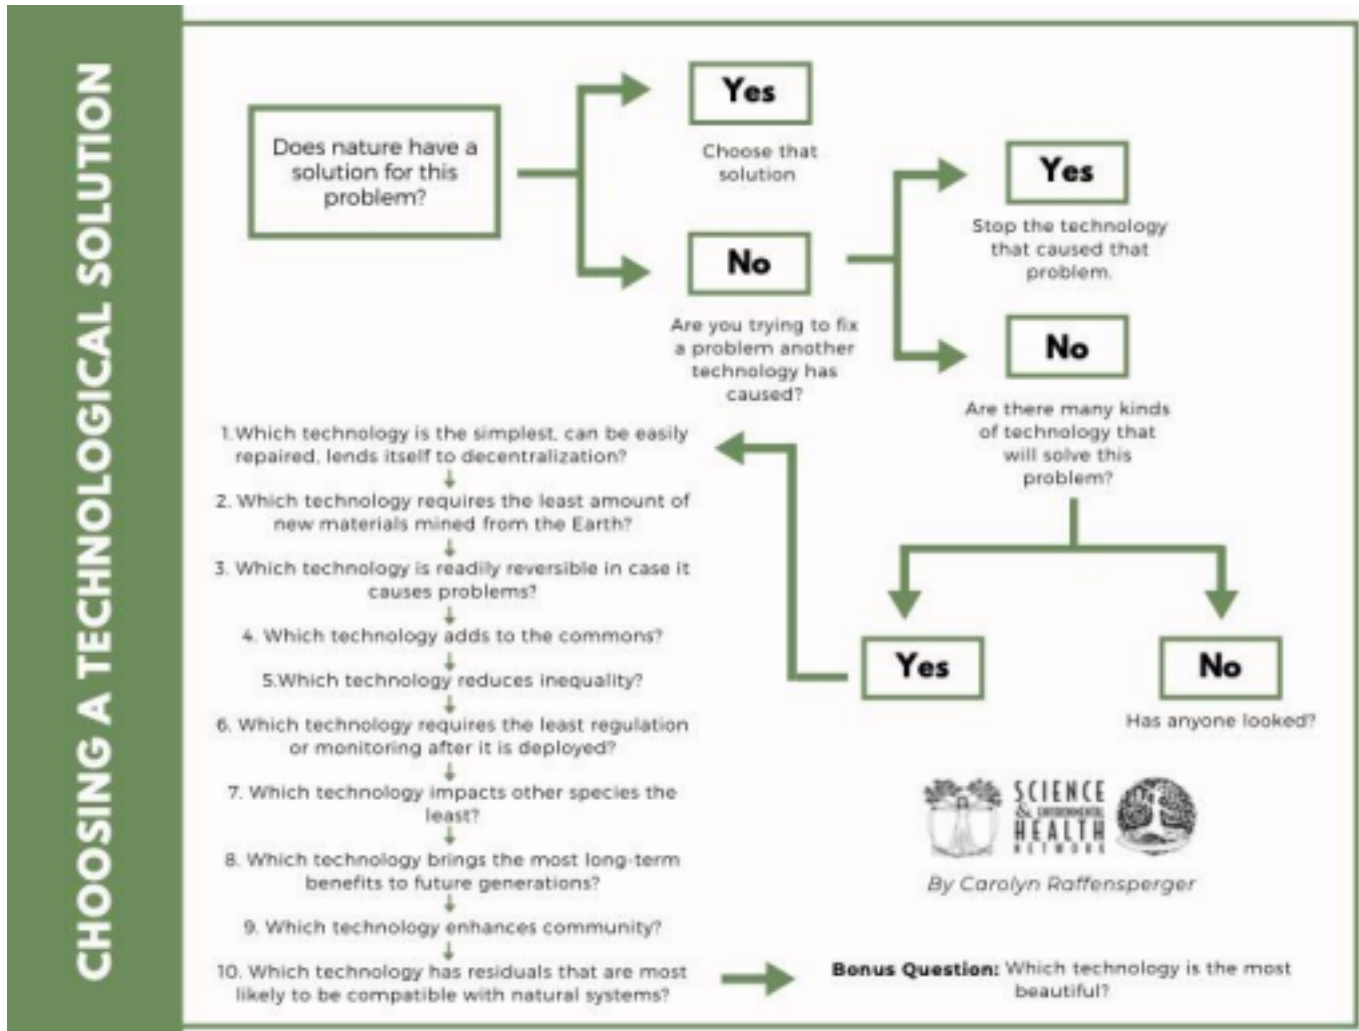 CHOOSING A TECHNOLOGICAL SOLUTION
Does nature have a
solution for this
problem?
Yes
Choose that
solution
No
Are you trying to fix
a problem another
technology has
caused?
Yes
Stop the technology
that caused that
problem.
No
Are there many kinds
of technology that
will solve this
problem?
Yes
No
Has anyone looked?
1.Which technology is the simplest, can be easily
repaired, lends itself to decentralization?
2. Which technology requires the least amount of
new materials mined from the Earth?
3. Which technology is readily reversible in case it
causes problems?
4. Which technology adds to the commons?
5.Which technology reduces inequality?
6. Which technology requires the least regulation
or monitoring after it is deployed?
7. Which technology impacts other species the
least?
8. Which technology brings the most long-term
benefits to future generations?
9. Which technology enhances community?
10. Which technology has residuals that are most
likely to be compatible with natural systems?
Bonus Question: Which technology is the most
beautiful?
SCIENCE
& ENVIRONMENTAL
HEALTH
NETWORK
By Carolyn Raffensperger